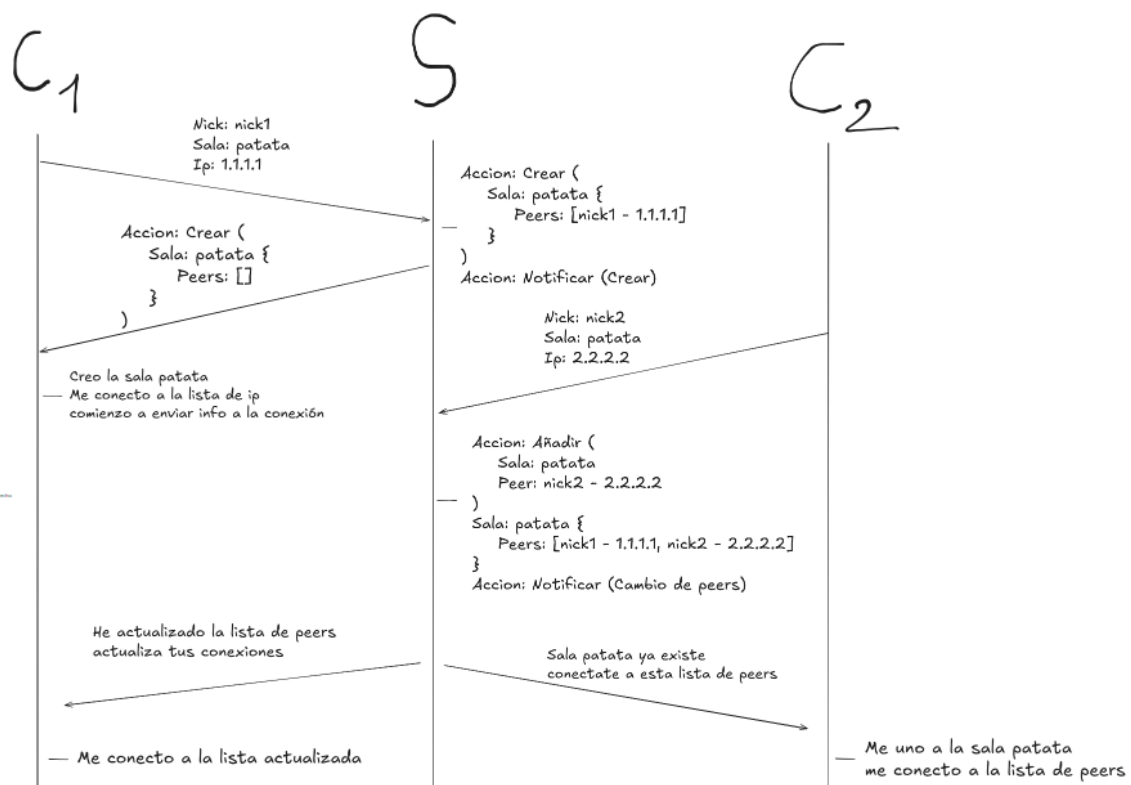 C1
S
C2
Nick: nick1
Sala: patata
Ip: 1.1.1.1
Accion: Crear (
Sala: patata {
Peers: [nick1 - 1.1.1.1]
}
)
Accion: Notificar (Crear)
Accion: Crear (
Sala: patata {
Peers: []
}
)
Nick: nick2
Sala: patata
Ip: 2.2.2.2
Creo la sala patata
Me conecto a la lista de ip
comienzo a enviar info a la conexión
Accion: Añadir (
Sala: patata
Peer: nick2 - 2.2.2.2
)
Sala: patata {
Peers: [nick1 - 1.1.1.1, nick2 - 2.2.2.2]
}
Accion: Notificar (Cambio de peers)
He actualizado la lista de peers
actualiza tus conexiones
Sala patata ya existe
conectate a esta lista de peers
Me conecto a la lista actualizada
Me uno a la sala patata
me conecto a la lista de peers